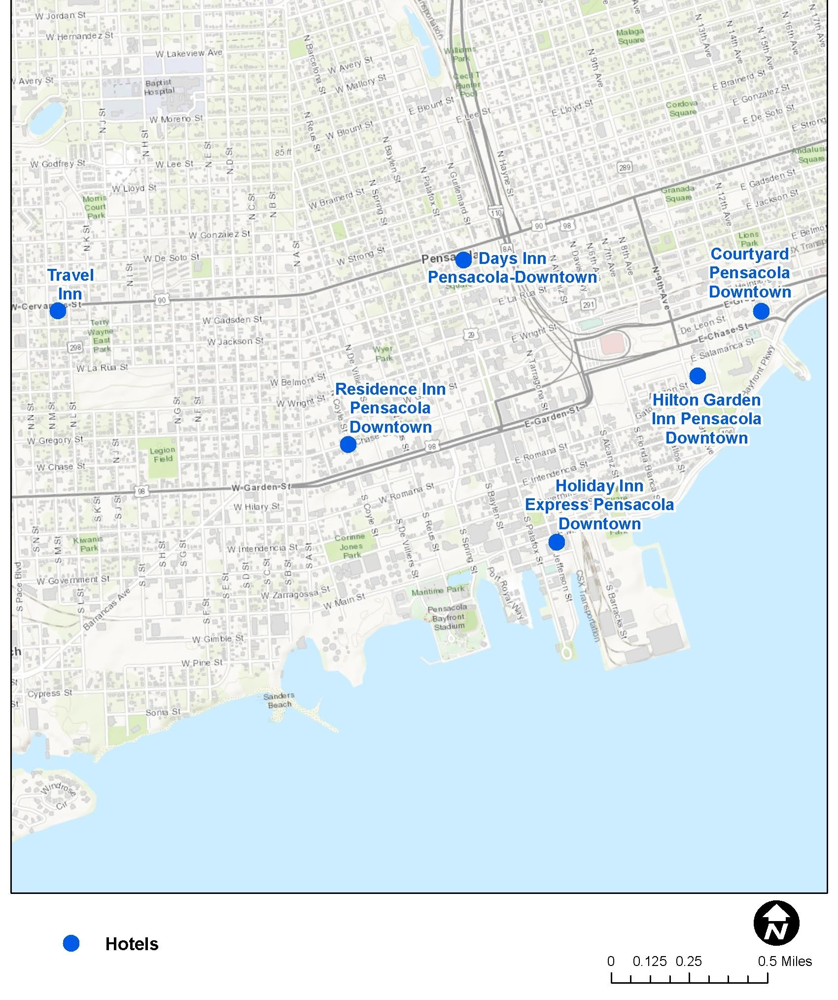 W Jordan St
W Hernandez St
W Lakeview Ave
W Avery St
Baptist
Hospital
W Moreno St
N J St
N H St
N E St
N D St
85 ft
W Godfrey St
W Lee St
W Lloyd St
Morris
Court
Park
N C St
N B St
N K St
W Gonzalez St
W De Soto St
N A St
N I St
N Barcelona St
W Avery St
W Mallory St
N Reus St
W Blount St
E Blount St
Williams
Park
Cecil T
Hunter
Pool
E Lee St
N Baylen St
N Palafox St
N Guillemard St
N Hayne St
W Brainerd St
N Spring St
W Strong St
110
90
98
8A
289
Malaga
Square
N 9th Ave
N 13th Ave
N 14th Ave
N 15th Ave
N 16th Ave
N 17th Ave
E Brainerd St
E Gonzalez St
E De Soto St
E Strong
Cordova
Square
E Lloyd St
Andalusia
Square
E Gadsden St
E Jackson St
Granada
Square
N 12th Ave
Lions
Park
Travel
Inn
Days Inn
Pensacola-Downtown
Courtyard
Pensacola
Downtown
90
W Gadsden St
W Jackson St
Terry
Wayne
East
Park
298
W La Rua St
W Belmont St
W Wright St
N De Villiers
Wyer
Park
29
E La Rua St
E Wright St
291
N 7th Ave
N 8th Ave
N 9th Ave
De Leon St
E Chase St
E Salamanca St
Bayfront Pkwy
N Tarragona St
Residence Inn
Pensacola
Downtown
Hilton Garden
Inn Pensacola
Downtown
N N St
N M St
N L St
N G St
N F St
W Gregory St
N J St
Legion
Field
W Chase St
98
98
W Garden St
E Garden St
E Romana St
E Intendencia St
S Alcaniz St
S Florida Blanca St
Holiday Inn
Express Pensacola
Downtown
W Hilary St
W Romana St
S Coyle St
S Baylen St
S K St
S J St
S N St
S M St
Kiwanis
Park
S H St
S G St
W Intendencia St
Corinne
Jones
Park
S De Villiers St
S Reus St
S Spring St
S Palafox St
Jefferson St
CSX Transportation
S Barracks St
Port Royal Way
S Pace Blvd
W Government St
S L St
Barrancas Ave
S I St
S F St
S E St
S D St
S C St
S B St
S A St
W Zarragossa St
W Main St
Maritime Park
Pensacola
Bayfront
Stadium
W Gimble St
W Pine St
Cypress St
Sonia St
Sanders
Beach
Windrose
Cir
Hotels
N
0 0.125 0.25 0.5 Miles